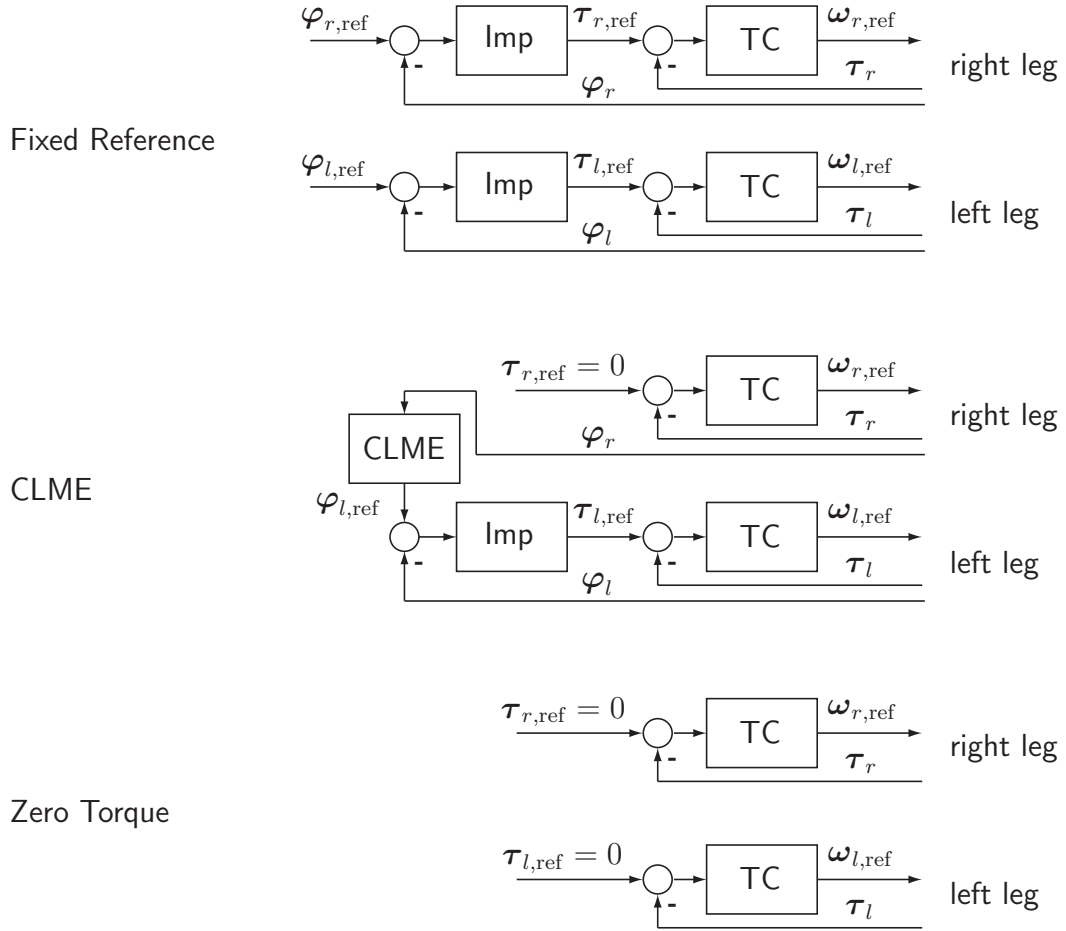 φr,ref Imp τr,ref TC ωr,ref
- - τr right leg
φr
Fixed Reference
φl,ref Imp τl,ref TC ωl,ref
- - τl left leg
φl
τr,ref = 0 TC ωr,ref
- τr right leg
CLME φr
CLME
φl,ref Imp τl,ref TC ωl,ref
- - τl left leg
φl
τr,ref = 0 TC ωr,ref
- τr right leg
Zero Torque
τl,ref = 0 TC ωl,ref
- τl left leg